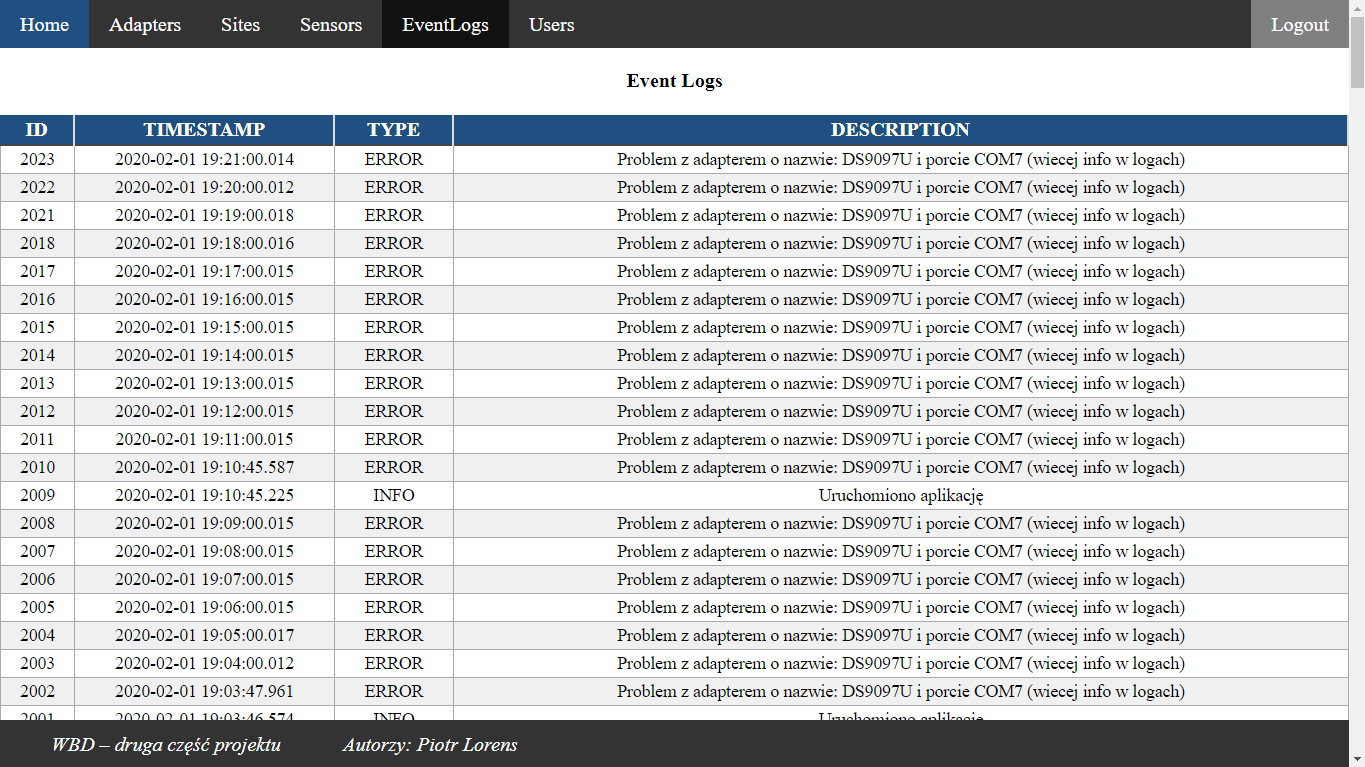 Home Adapters Sites Sensors EventLogs Users Logout
Event Logs
ID TIMESTAMP TYPE DESCRIPTION
2023 2020-02-01 19:21:00.014 ERROR Problem z adapterem o nazwie: DS9097U i porcie COM7 (wiecej info w logach)
2022 2020-02-01 19:20:00.012 ERROR Problem z adapterem o nazwie: DS9097U i porcie COM7 (wiecej info w logach)
2021 2020-02-01 19:19:00.018 ERROR Problem z adapterem o nazwie: DS9097U i porcie COM7 (wiecej info w logach)
2018 2020-02-01 19:18:00.016 ERROR Problem z adapterem o nazwie: DS9097U i porcie COM7 (wiecej info w logach)
2017 2020-02-01 19:17:00.015 ERROR Problem z adapterem o nazwie: DS9097U i porcie COM7 (wiecej info w logach)
2016 2020-02-01 19:16:00.015 ERROR Problem z adapterem o nazwie: DS9097U i porcie COM7 (wiecej info w logach)
2015 2020-02-01 19:15:00.015 ERROR Problem z adapterem o nazwie: DS9097U i porcie COM7 (wiecej info w logach)
2014 2020-02-01 19:14:00.015 ERROR Problem z adapterem o nazwie: DS9097U i porcie COM7 (wiecej info w logach)
2013 2020-02-01 19:13:00.015 ERROR Problem z adapterem o nazwie: DS9097U i porcie COM7 (wiecej info w logach)
2012 2020-02-01 19:12:00.015 ERROR Problem z adapterem o nazwie: DS9097U i porcie COM7 (wiecej info w logach)
2011 2020-02-01 19:11:00.015 ERROR Problem z adapterem o nazwie: DS9097U i porcie COM7 (wiecej info w logach)
2010 2020-02-01 19:10:45.587 ERROR Problem z adapterem o nazwie: DS9097U i porcie COM7 (wiecej info w logach)
2009 2020-02-01 19:10:45.225 INFO Uruchomiono aplikację
2008 2020-02-01 19:09:00.015 ERROR Problem z adapterem o nazwie: DS9097U i porcie COM7 (wiecej info w logach)
2007 2020-02-01 19:08:00.015 ERROR Problem z adapterem o nazwie: DS9097U i porcie COM7 (wiecej info w logach)
2006 2020-02-01 19:07:00.015 ERROR Problem z adapterem o nazwie: DS9097U i porcie COM7 (wiecej info w logach)
2005 2020-02-01 19:06:00.015 ERROR Problem z adapterem o nazwie: DS9097U i porcie COM7 (wiecej info w logach)
2004 2020-02-01 19:05:00.017 ERROR Problem z adapterem o nazwie: DS9097U i porcie COM7 (wiecej info w logach)
2003 2020-02-01 19:04:00.012 ERROR Problem z adapterem o nazwie: DS9097U i porcie COM7 (wiecej info w logach)
2002 2020-02-01 19:03:47.961 ERROR Problem z adapterem o nazwie: DS9097U i porcie COM7 (wiecej info w logach)
2001 2020-02-01 19:03:46.574 INFO Uruchomiono aplikację
WBD – druga część projektu Autorzy: Piotr Lorens